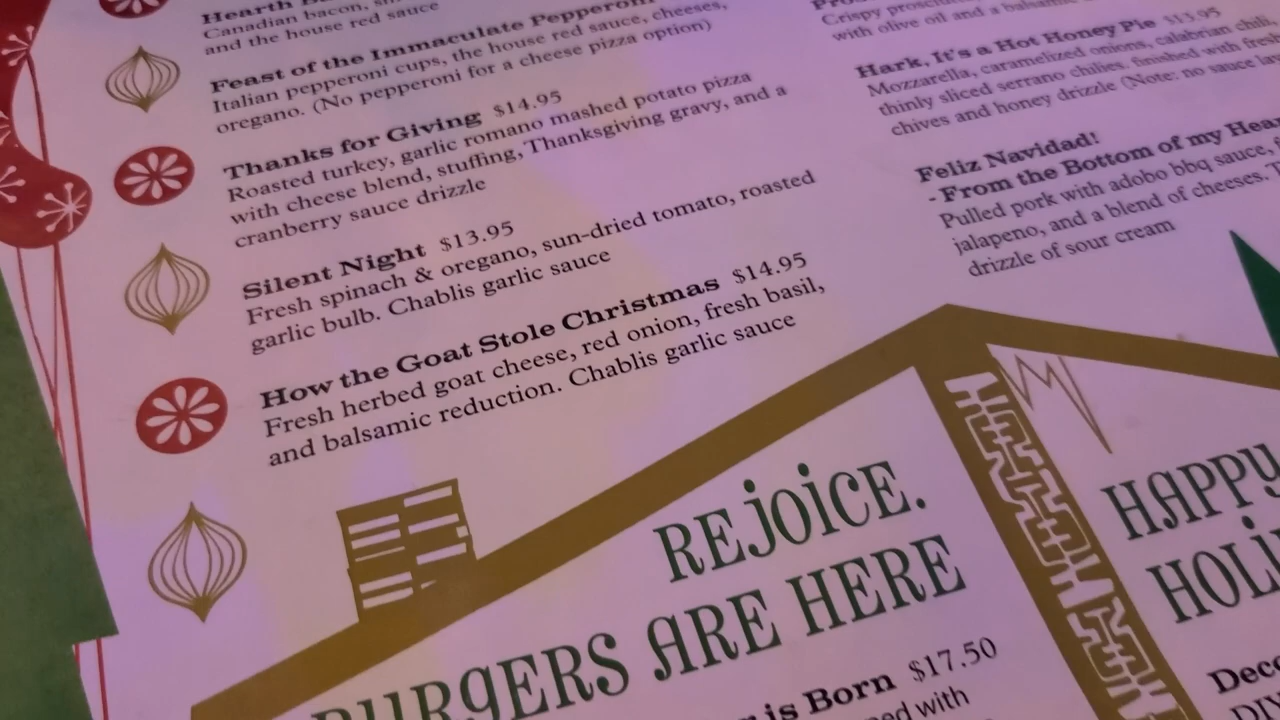 Hearth
Canadian bacon,
and the house red sauce
Feast of the Immaculate Pepperoni
Italian pepperoni cups, the house red sauce, cheeses,
oregano. (No pepperoni for a cheese pizza option)
Thanks for Giving $14.95
Roasted turkey, garlic romano mashed potato pizza
with cheese blend, stuffing, Thanksgiving gravy, and a
cranberry sauce drizzle
Silent Night $13.95
Fresh spinach & oregano, sun-dried tomato, roasted
garlic bulb. Chablis garlic sauce
How the Goat Stole Christmas $14.95
Fresh herbed goat cheese, red onion, fresh basil,
and balsamic reduction. Chablis garlic sauce
Crispy
with olive oil and a balsamic
Hark, It's a Hot Honey Pie $13.95
Mozzarella, caramelized onions, calabrian chili,
thinly sliced serrano chilies, finished with fresh
chives and honey drizzle (Note: no sauce
Feliz Navidad!
- From the Bottom of my
Pulled pork with adobo bbq sauce,
jalapeno, and a blend of cheeses.
drizzle of sour cream
REJOICE.
BURGERS ARE HERE
is Born $17.50
with
HAPPY